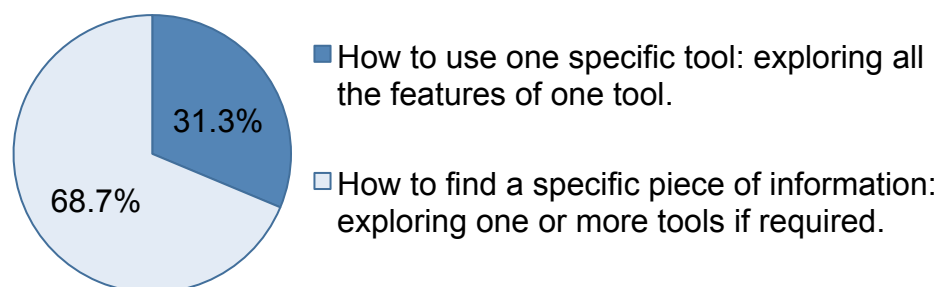 31.3%
68.7%
How to use one specific tool: exploring all
the features of one tool.
How to find a specific piece of information:
exploring one or more tools if required.